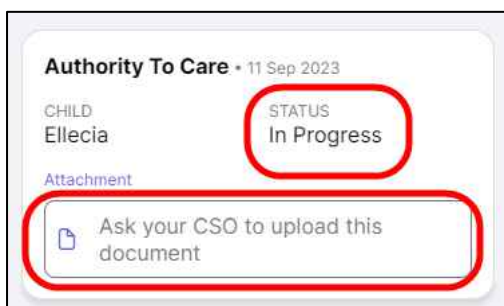 Authority To Care • 11 Sep 2023
CHILD STATUS
Ellecia In Progress
Attachment
Ask your CSO to upload this
document